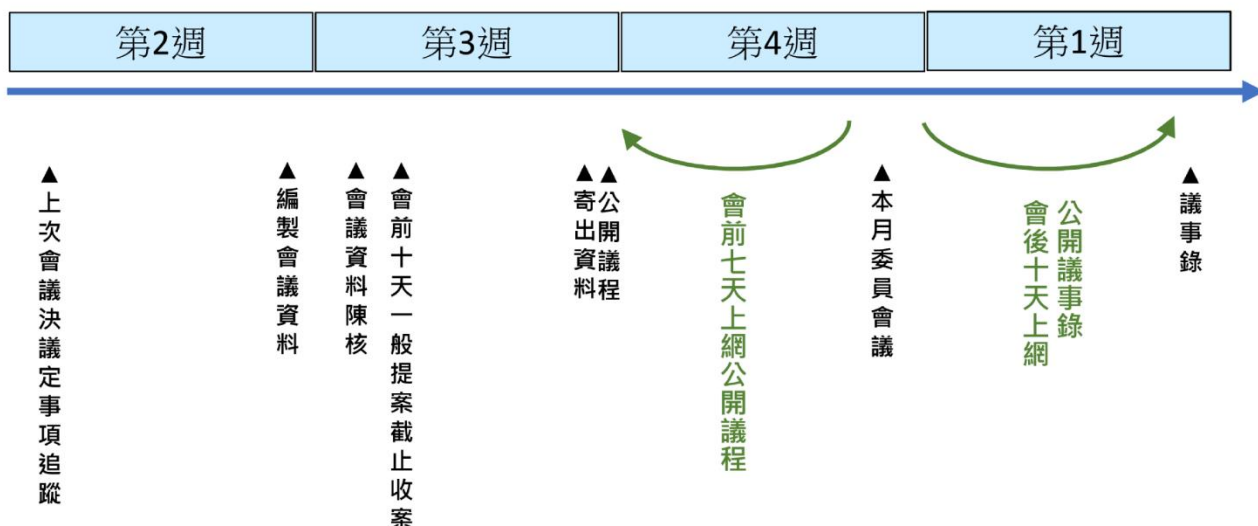 第2週
第3週
第4週
第1週
▲上次會議決議定事項追蹤
▲編製會議資料
▲會議資料陳核
▲會前十天一般提案截止收案
▲寄出資料
▲公開議程
會前七天上網公開議程
▲本月委員會議
會後十天上網
公開議事錄
▲議事錄